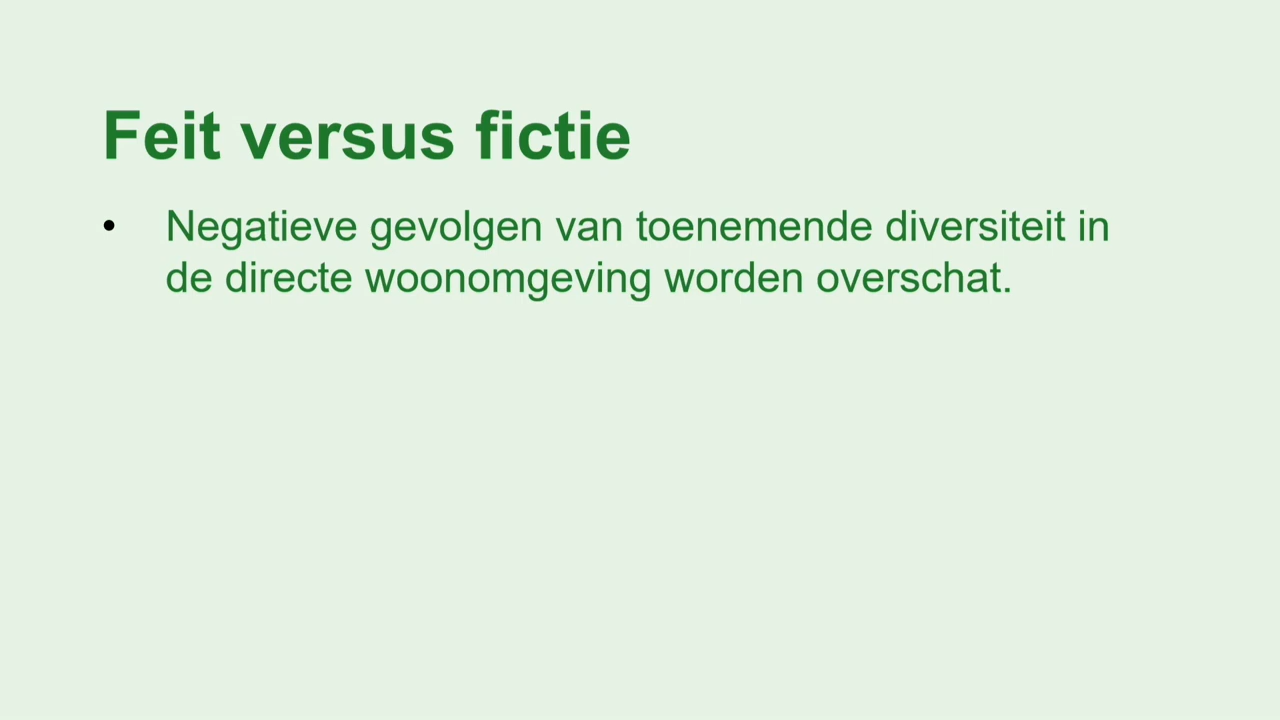 Feit versus fictie
• Negatieve gevolgen van toenemende diversiteit in
de directe woonomgeving worden overschat.